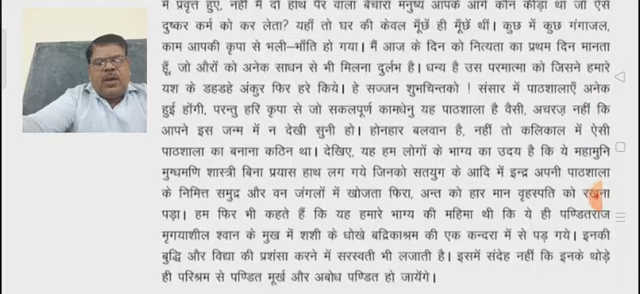 में प्रवृत्त हुए, नहीं में दो हाथ पैर वाला बेचारा मनुष्य आपके आगे कौन कीड़ा था जो ऐसे
दुष्कर कर्म को कर लेता? यहाँ तो घर की केवल मूँछें ही मूँछें थीं। कुछ में कुछ गंगाजल,
काम आपकी कृपा से भली–भाँति हो गया। मैं आज के दिन को नित्यता का प्रथम दिन मानता
हूँ, जो औरों को अनेक साधन से भी मिलना दुर्लभ है। धन्य है उस परमात्मा को जिसने हमारे
यश के डहडहे अंकुर फिर हरे किये। हे सज्जन शुभचिन्तको ! संसार में पाठशालाएँ अनेक
हुई होंगी, परन्तु हरि कृपा से जो सकलपूर्ण कामधेनु यह पाठशाला है वैसी, अचरज़ नहीं कि
आपने इस जन्म में न देखी सुनी हो। होनहार बलवान है, नहीं तो कलिकाल में ऐसी
पाठशाला का बनाना कठिन था। देखिए, यह हम लोगों के भाग्य का उदय है कि ये महामुनि
मुग्धमणि शास्त्री बिना प्रयास हाथ लग गये जिनको सतयुग के आदि में इन्द्र अपनी पाठशाला
के निमित्त समुद्र और वन जंगलों में खोजता फिरा, अन्त को हार मान वृहस्पति को रखना
पड़ा। हम फिर भी कहते हैं कि यह हमारे भाग्य की महिमा थी कि ये ही पण्डितराज
मृगयाशील श्वान के मुख में शशी के धोखे बद्रिकाश्रम की एक कन्दरा में से पड़ गये। इनकी
बुद्धि और विद्या की प्रशंसा करने में सरस्वती भी लजाती है। इसमें संदेह नहीं कि इनके थोड़े
ही परिश्रम से पण्डित मूर्ख और अबोध पण्डित हो जायेंगे।